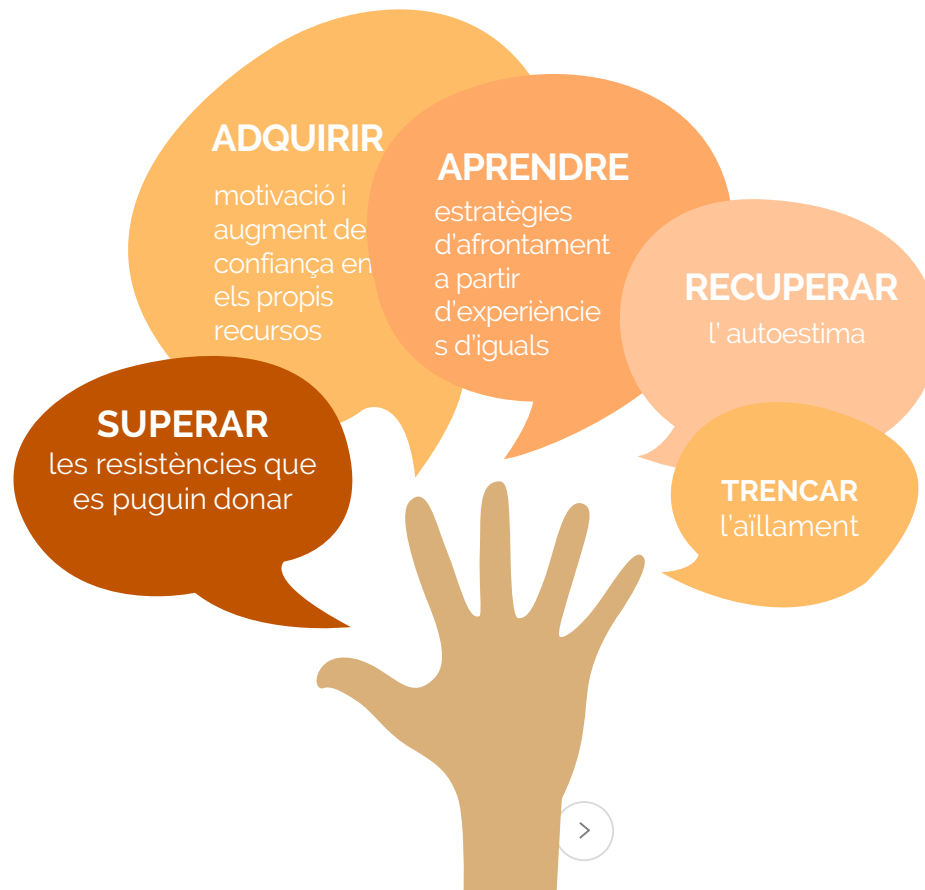 ADQUIRIR
motivació i
augment de
confiança en
els propis
recursos
APRENDRE
estratègies
d'afrontament
a partir
d'experièncie
s d'iguals
RECUPERAR
l' autoestima
SUPERAR
les resistències que
es puguin donar
TRENCAR
l'aïllament